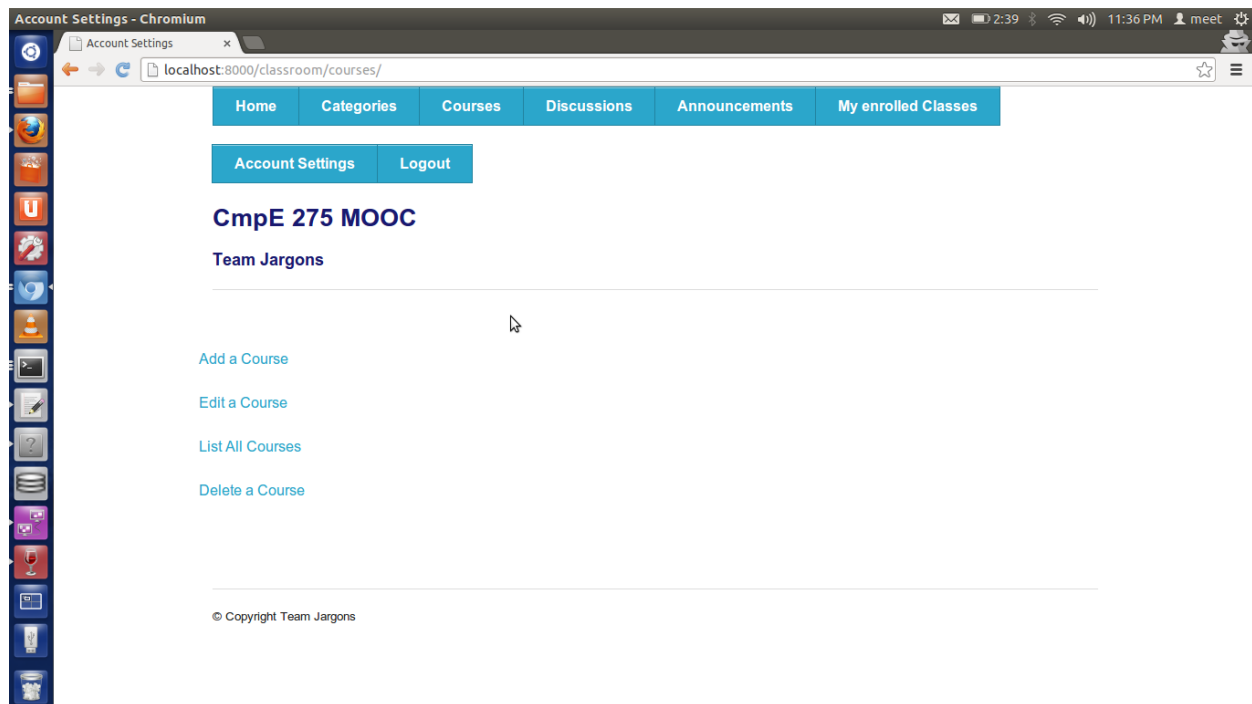 Account Settings - Chromium
2:39
11:36 PM
meet
Account Settings
localhost:8000/classroom/courses/
Home Categories Courses Discussions Announcements My enrolled Classes
Account Settings Logout
CmpE 275 MOOC
Team Jargons
Add a Course
Edit a Course
List All Courses
Delete a Course
© Copyright Team Jargons